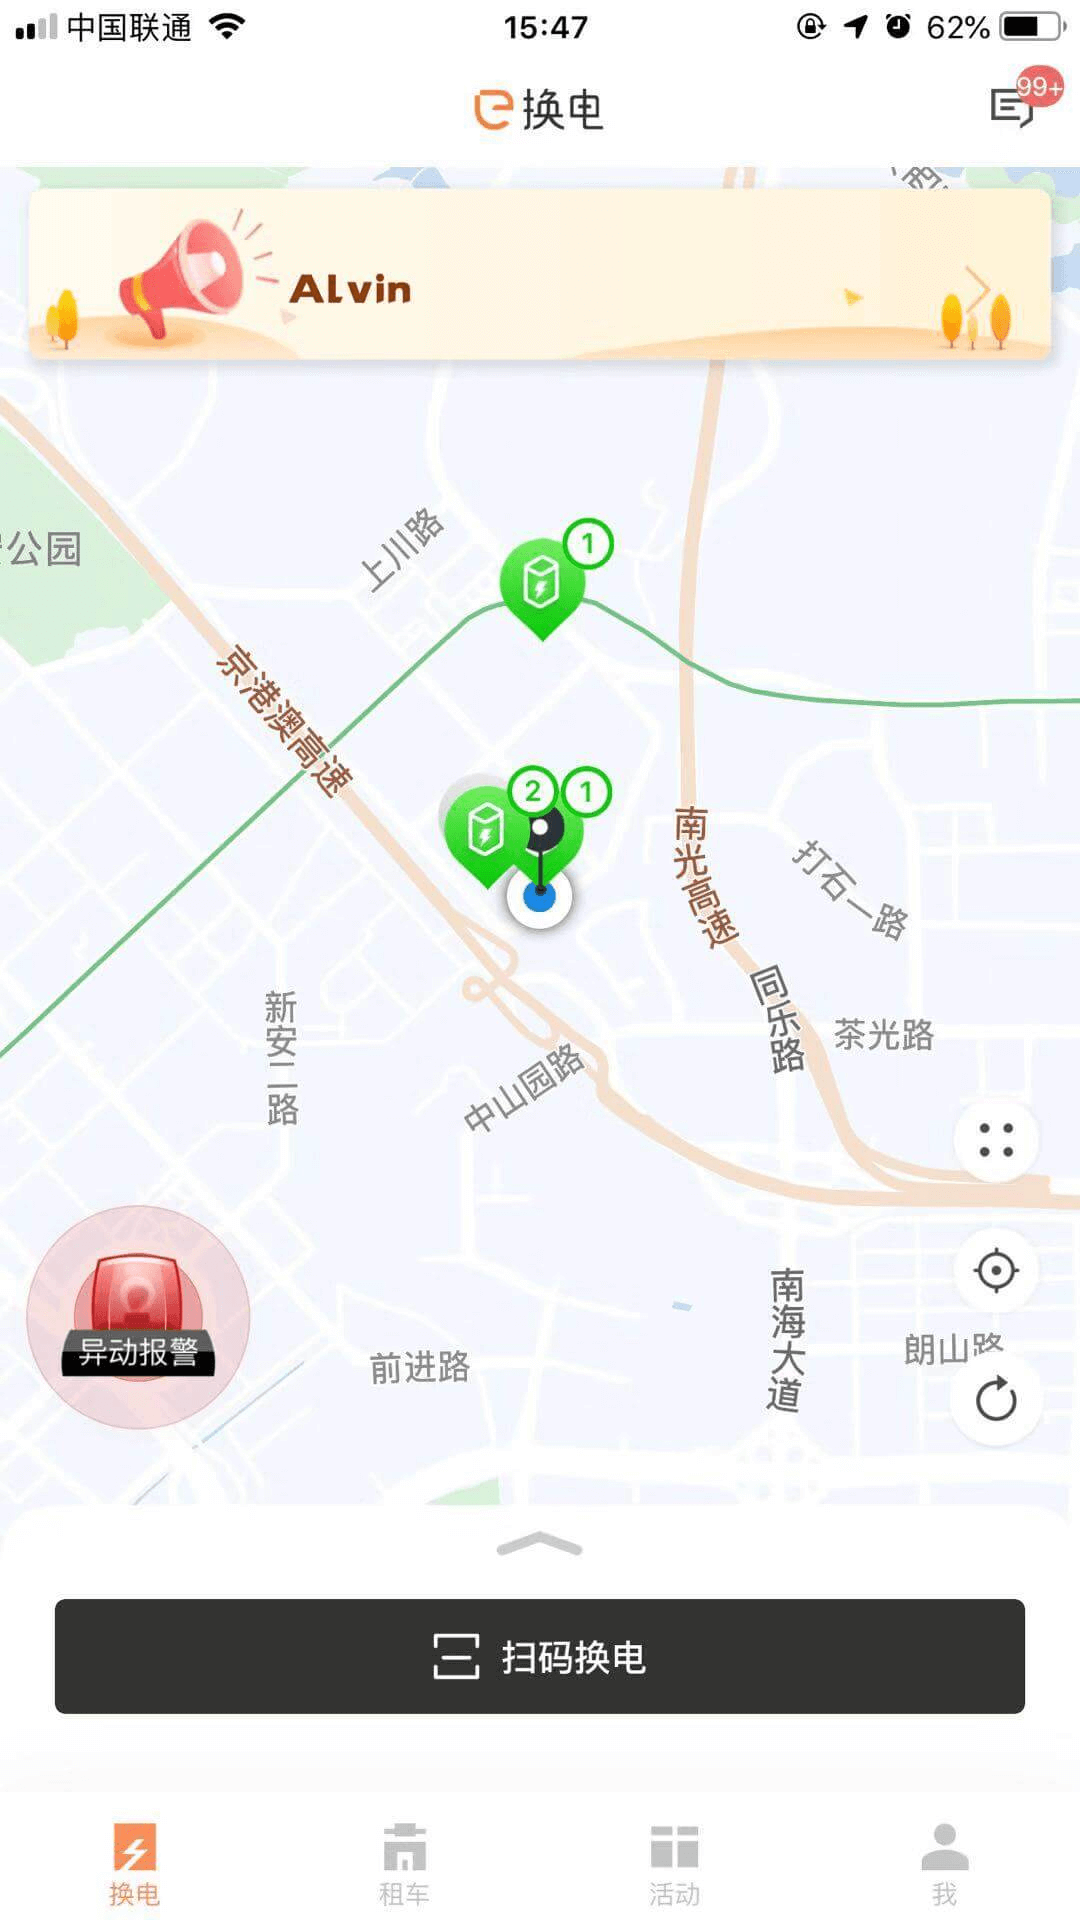 中国联通
15:47
62%
e换电
99+
ALvin
上川路
公园
1
京港澳高速
2
1
南光高速
打石一路
同乐路
新安二路
茶光路
中山园路
异动报警
南海大道
朗山路
前进路
扫码换电
换电
租车
活动
我